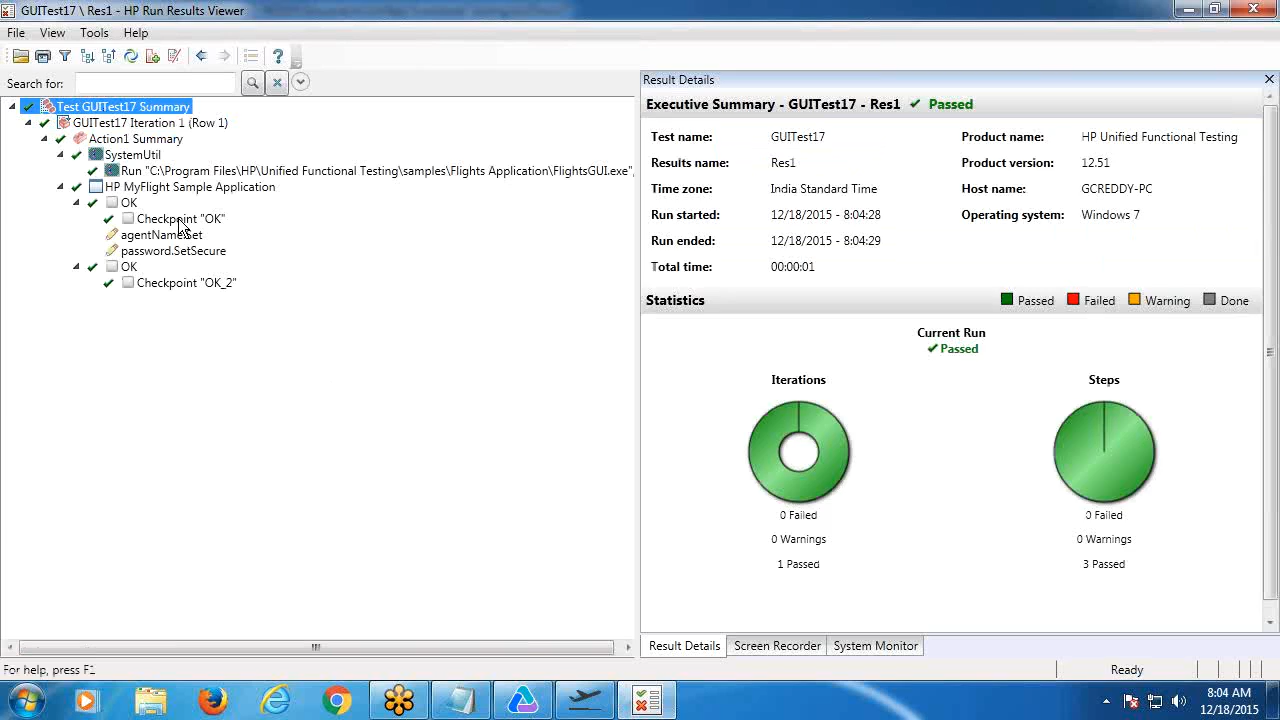 GUITest17 \ Res1 - HP Run Results Viewer
File View Tools Help
Search for:
Test GUITest17 Summary
GUITest17 Iteration 1 (Row 1)
Action1 Summary
SystemUtil
Run "C:\Program Files\HP\Unified Functional Testing\samples\Flights Application\FlightsGUI.exe",
HP MyFlight Sample Application
OK
Checkpoint "OK"
password.SetSecure
OK
Checkpoint "OK_2"
Result Details
Executive Summary - GUITest17 - Res1 Passed
Test name: GUITest17 Product name: HP Unified Functional Testing
Results name: Res1 Product version: 12.51
Time zone: India Standard Time Host name: GCREDDY-PC
Run started: 12/18/2015 - 8:04:28 Operating system: Windows 7
Run ended: 12/18/2015 - 8:04:29
Total time: 00:00:01
Statistics Passed Failed Warning Done
Current Run
Passed
Iterations Steps
0 Failed 0 Failed
0 Warnings 0 Warnings
1 Passed 3 Passed
Result Details Screen Recorder System Monitor
For help, press F1 Ready
8:04 AM
12/18/2015